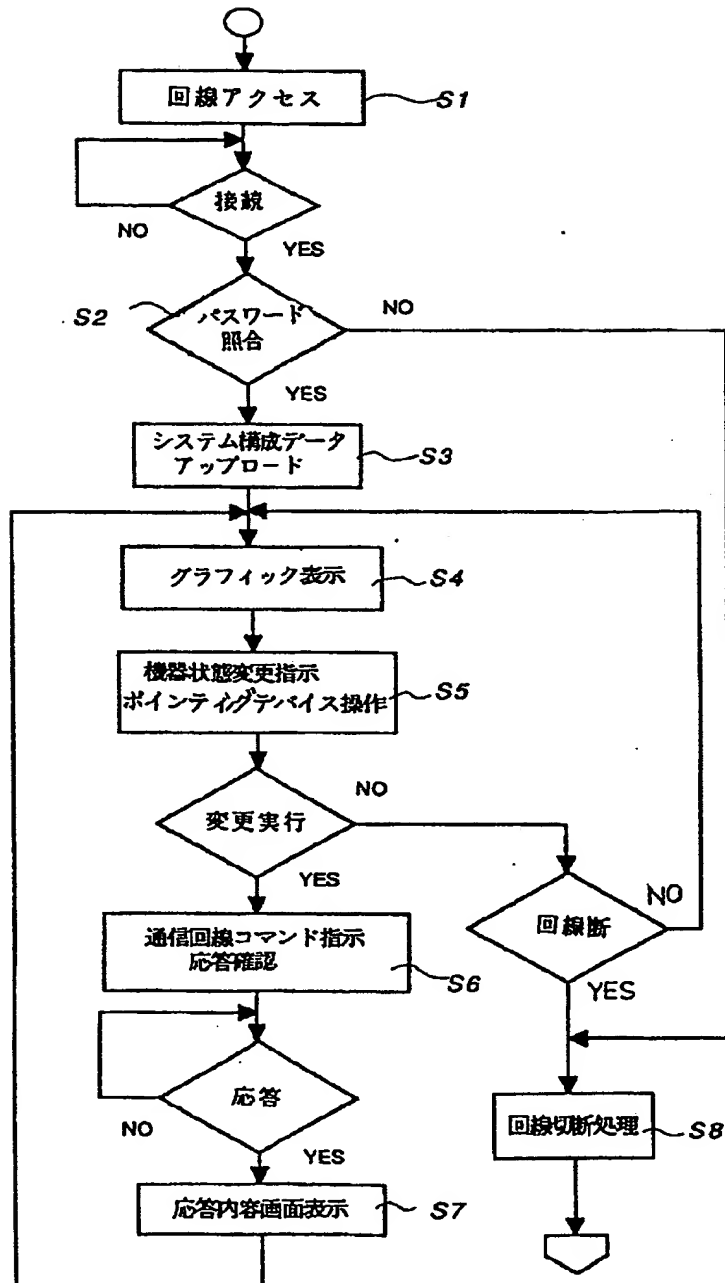 回線アクセス
S1
接続
NO
YES
S2
パスワード
照合
NO
YES
システム構成データ
アップロード
S3
グラフィック表示
S4
機器状態変更指示
ポインティグデバイス操作
S5
変更実行
NO
YES
回線断
NO
YES
通信回線コマンド指示
応答確認
S6
応答
NO
YES
回線切断処理
S8
応答内容画面表示
S7